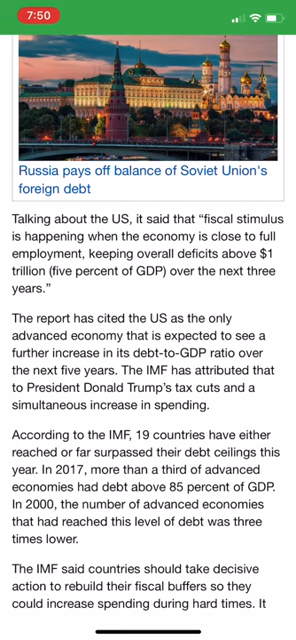 7:50
Russia pays off balance of Soviet Union's
foreign debt
Talking about the US, it said that “fiscal stimulus
is happening when the economy is close to full
employment, keeping overall deficits above $1
trillion (five percent of GDP) over the next three
years.”
The report has cited the US as the only
advanced economy that is expected to see a
further increase in its debt-to-GDP ratio over
the next five years. The IMF has attributed that
to President Donald Trump’s tax cuts and a
simultaneous increase in spending.
According to the IMF, 19 countries have either
reached or far surpassed their debt ceilings this
year. In 2017, more than a third of advanced
economies had debt above 85 percent of GDP.
In 2000, the number of advanced economies
that had reached this level of debt was three
times lower.
The IMF said countries should take decisive
action to rebuild their fiscal buffers so they
could increase spending during hard times. It